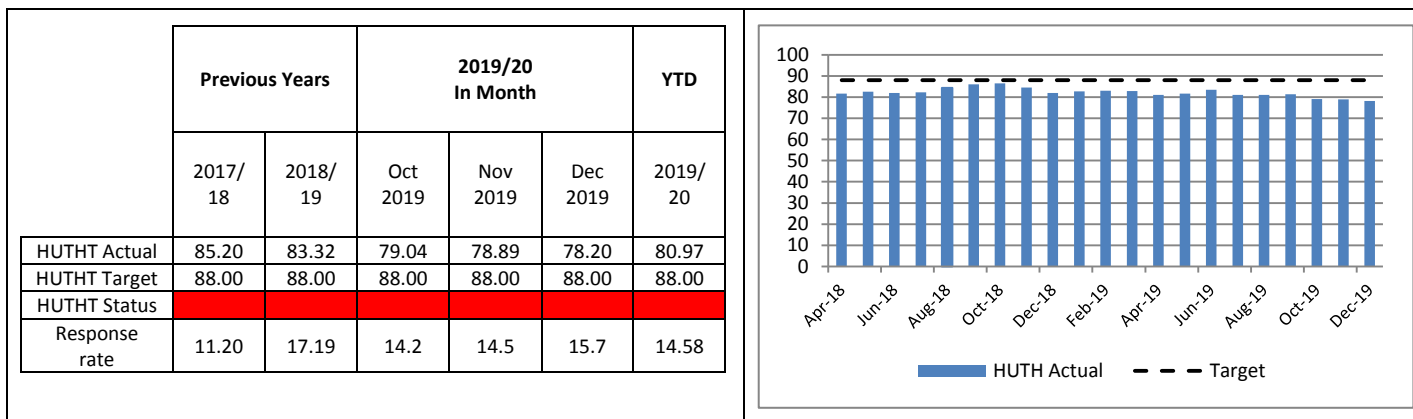 Previous Years 2019/20 In Month YTD
2017/18 2018/19 Oct 2019 Nov 2019 Dec 2019 2019/20
HUTHT Actual 85.20 83.32 79.04 78.89 78.20 80.97
HUTHT Target 88.00 88.00 88.00 88.00 88.00 88.00
HUTHT Status
Response rate 11.20 17.19 14.2 14.5 15.7 14.58
100
90
80
70
60
50
40
30
20
10
0
Apr-18 Jun-18 Aug-18 Oct-18 Dec-18 Feb-19 Apr-19 Jun-19 Aug-19 Oct-19 Dec-19
HUTH Actual Target